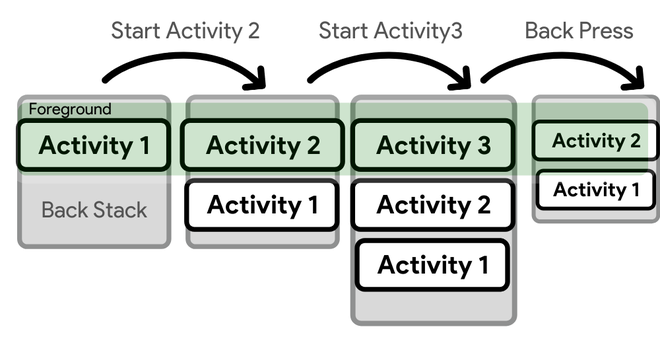 Start Activity 2
Start Activity3
Back Press
Foreground
Activity 1
Activity 2
Activity 3
Activity 2
Back Stack
Activity 1
Activity 2
Activity 1
Activity 1